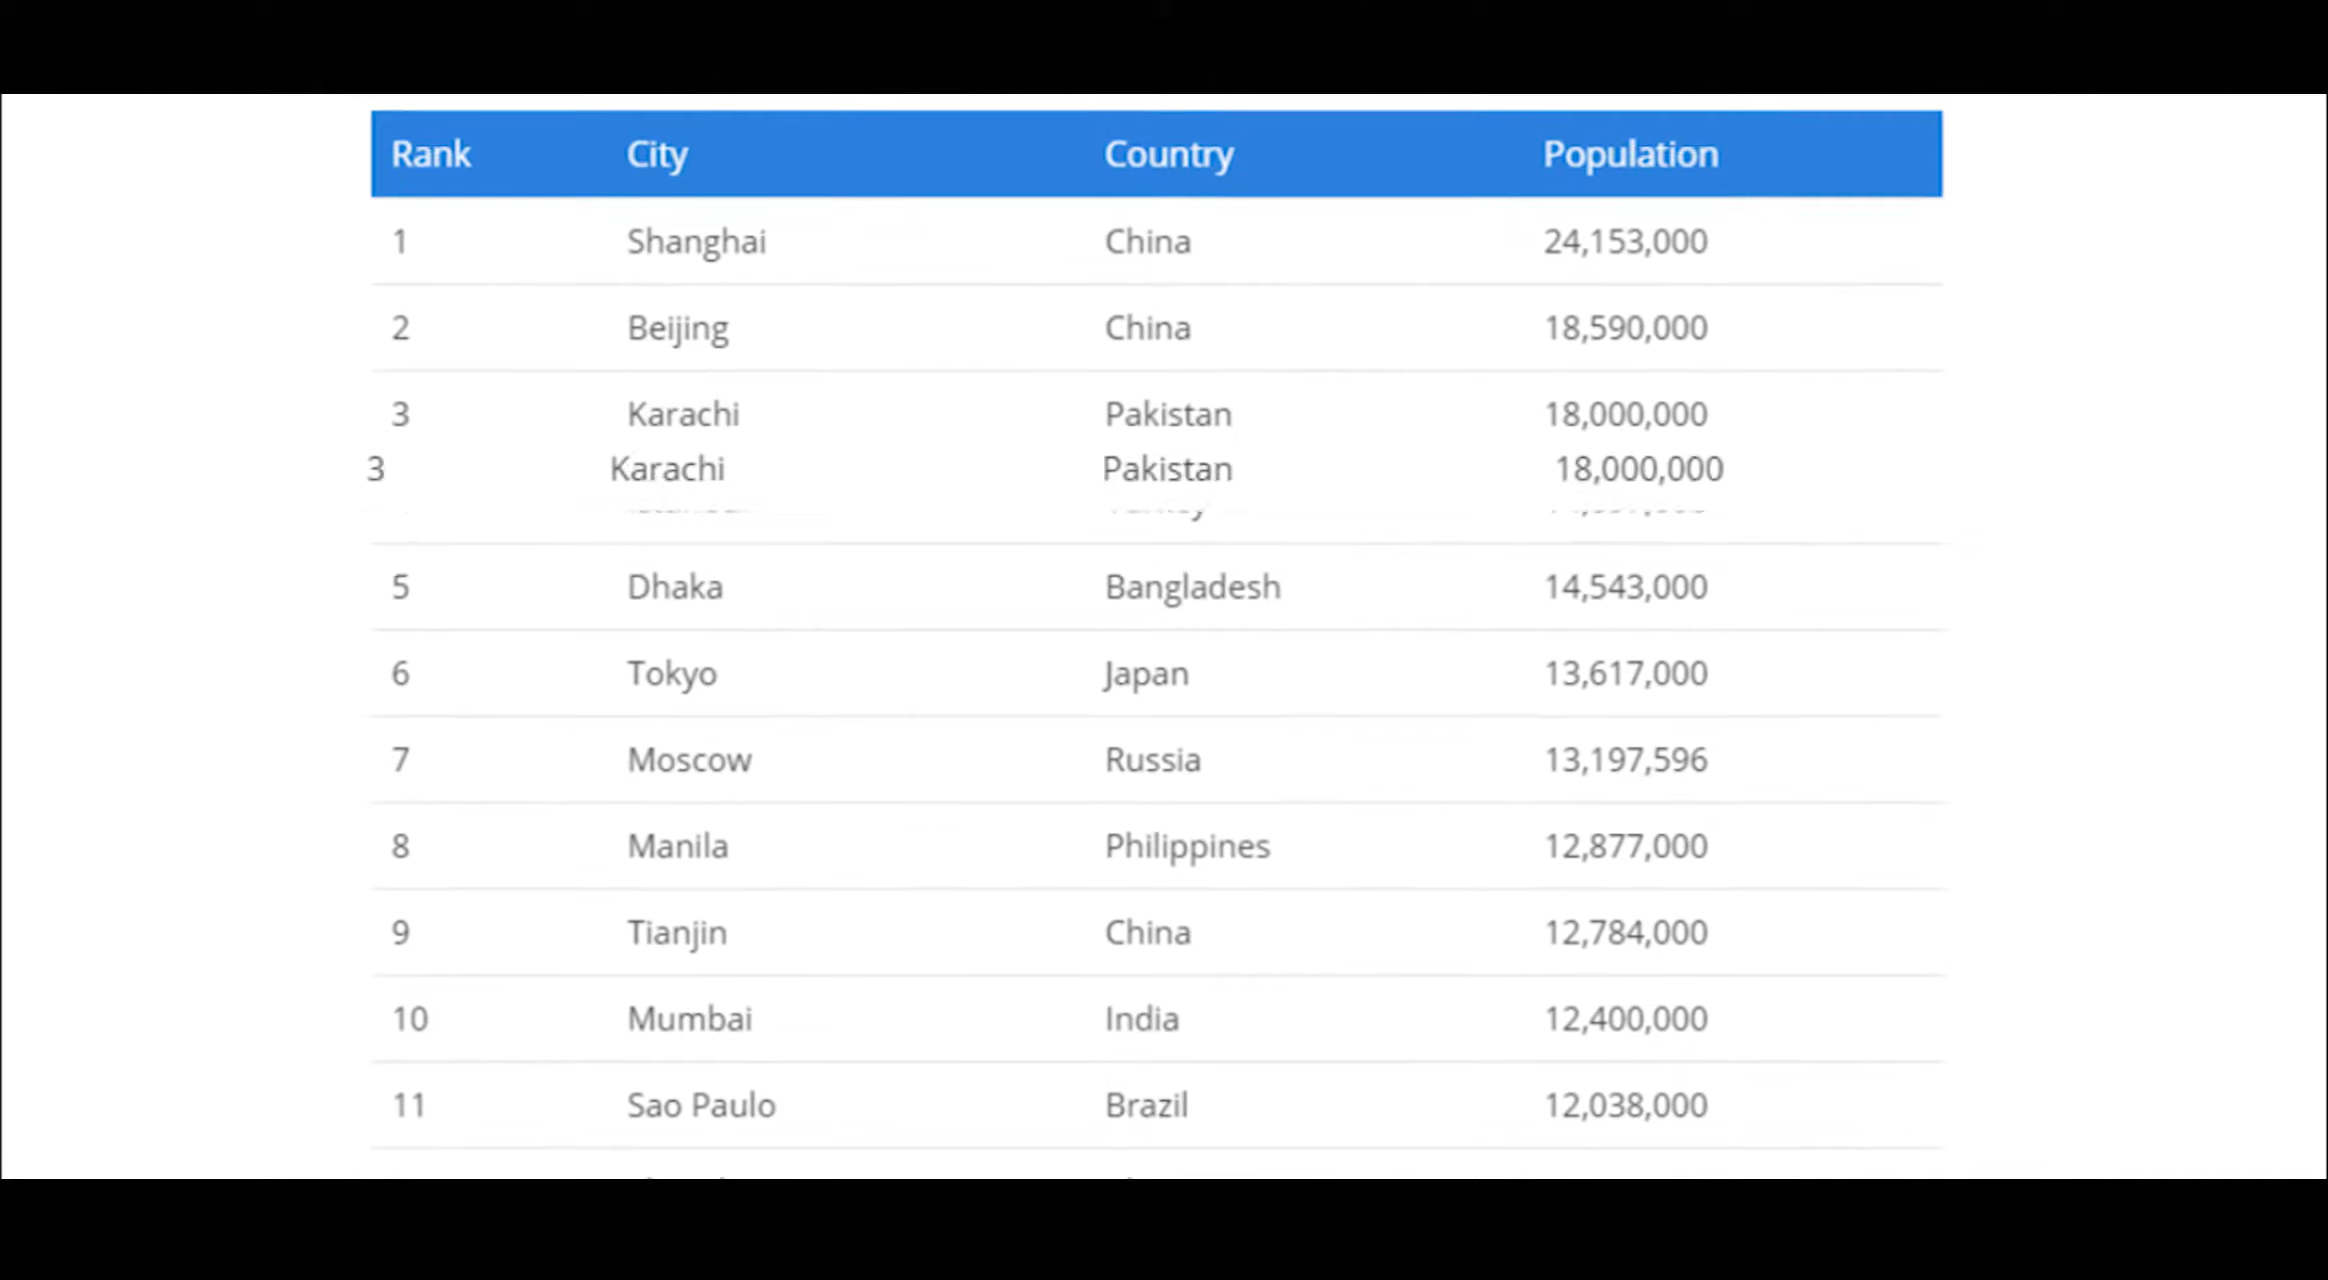 Rank City Country Population
1 Shanghai China 24,153,000
2 Beijing China 18,590,000
3 Karachi Pakistan 18,000,000
3 Karachi Pakistan 18,000,000
5 Dhaka Bangladesh 14,543,000
6 Tokyo Japan 13,617,000
7 Moscow Russia 13,197,596
8 Manila Philippines 12,877,000
9 Tianjin China 12,784,000
10 Mumbai India 12,400,000
11 Sao Paulo Brazil 12,038,000